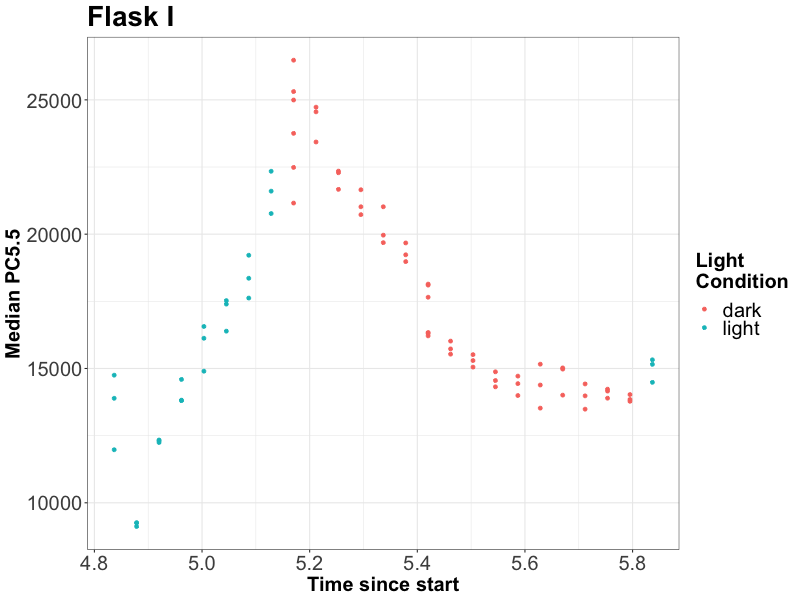 Flask I
Median PC5.5
25000
20000
15000
10000
4.8 5.0 5.2 5.4 5.6 5.8
Time since start
Light
Condition
dark
light